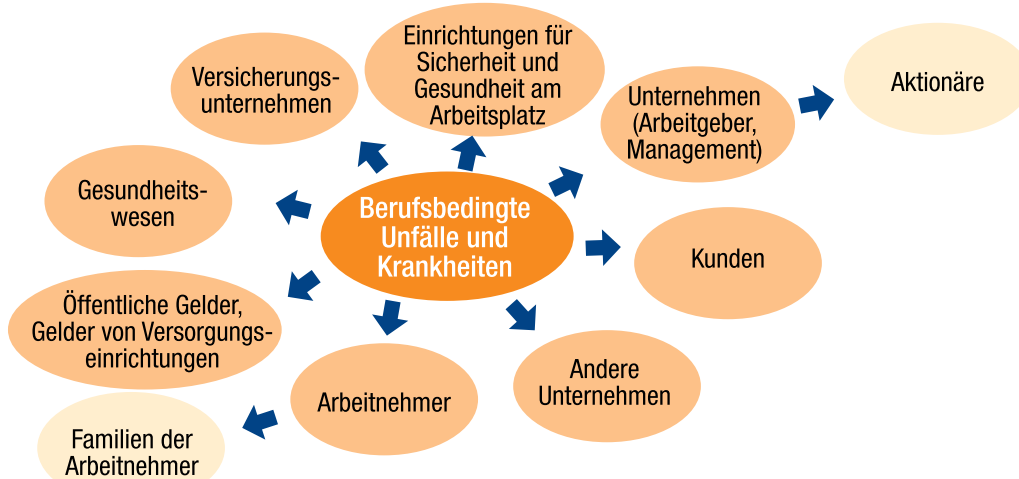 Einrichtungen für
Sicherheit und
Gesundheit am
Arbeitsplatz
Versicherungs-
unternehmen
Unternehmen
(Arbeitgeber,
Management)
Aktionäre
Gesundheits-
wesen
Berufsbedingte
Unfälle und
Krankheiten
Kunden
Öffentliche Gelder,
Gelder von Versorgungs-
einrichtungen
Arbeitnehmer
Andere
Unternehmen
Familien der
Arbeitnehmer